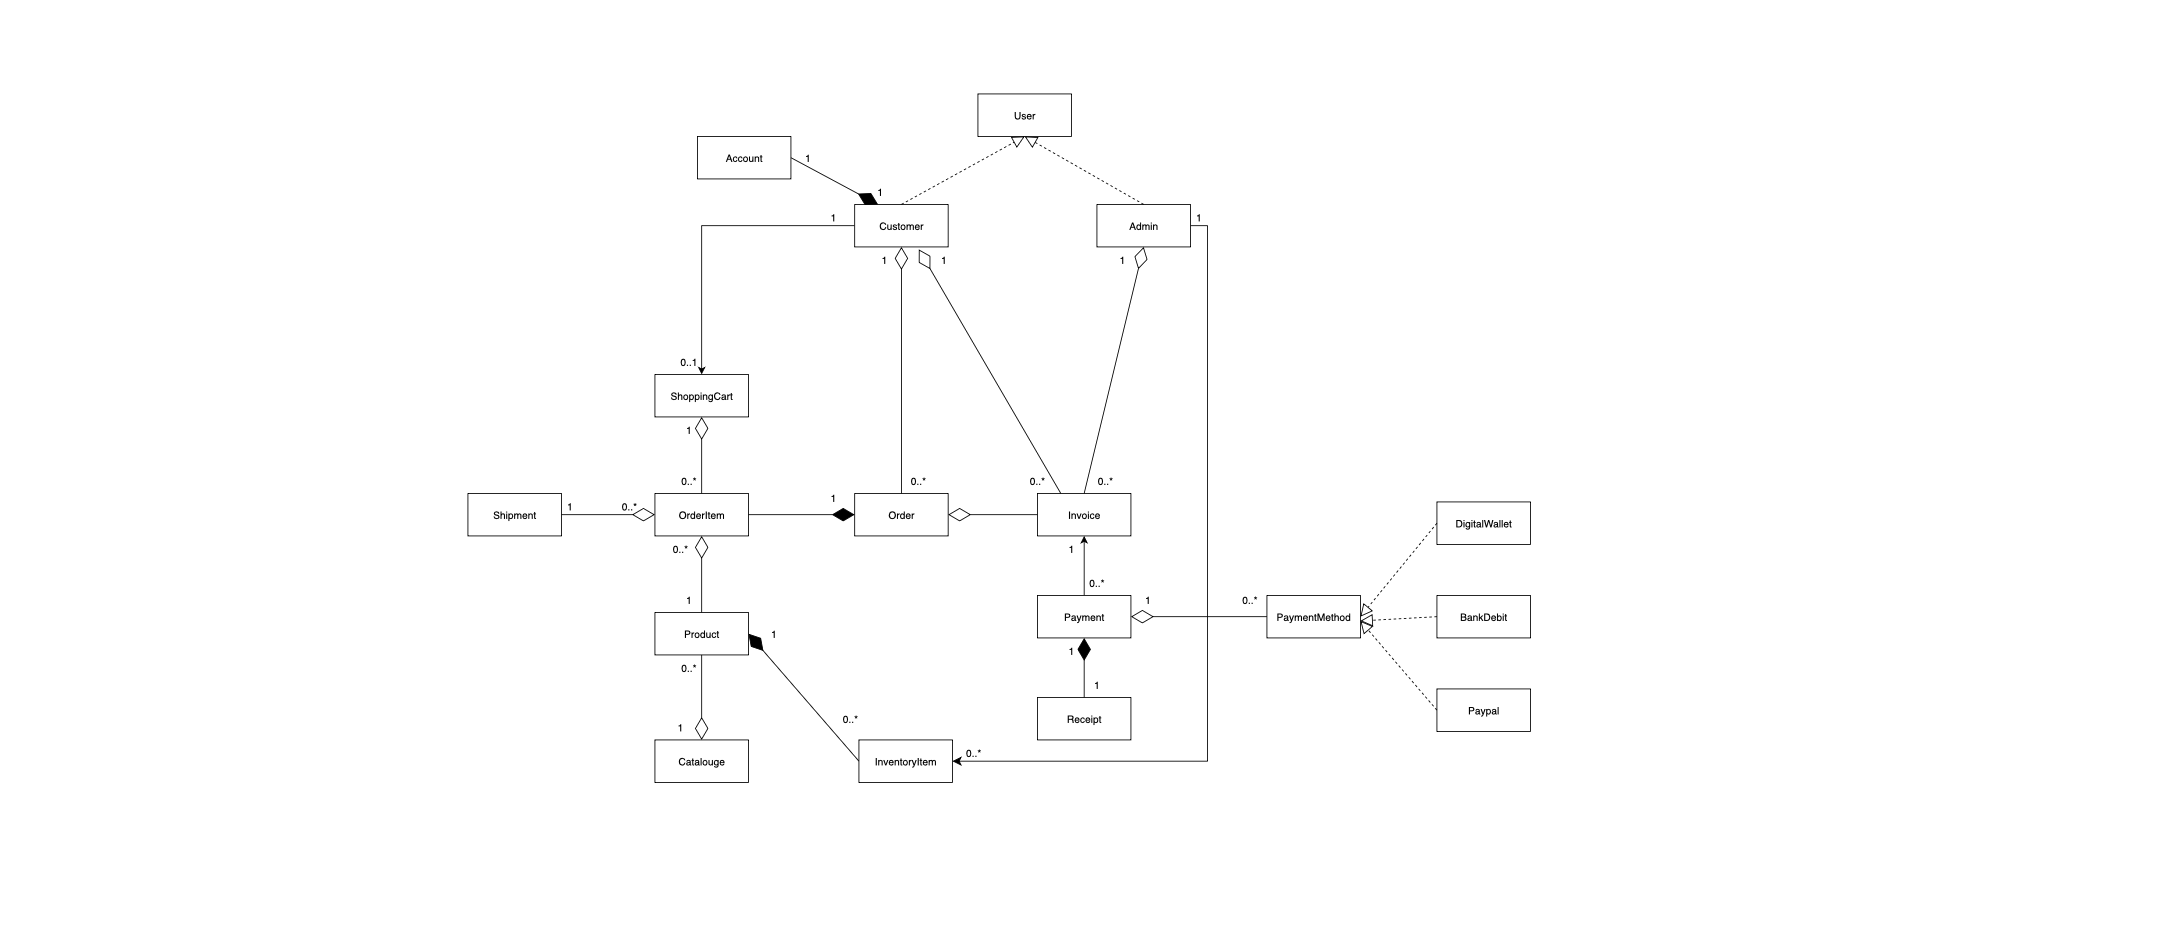 User
Account
1
1
Customer
Admin
1
1
1
1
1
0..1
ShoppingCart
1
0..*
0..*
0..*
0..*
Shipment
1
0..*
OrderItem
1
Order
Invoice
DigitalWallet
0..*
1
0..*
1
1
0..*
Payment
PaymentMethod
BankDebit
Product
1
1
0..*
1
Receipt
Paypal
1
0..*
0..*
Catalouge
InventoryItem